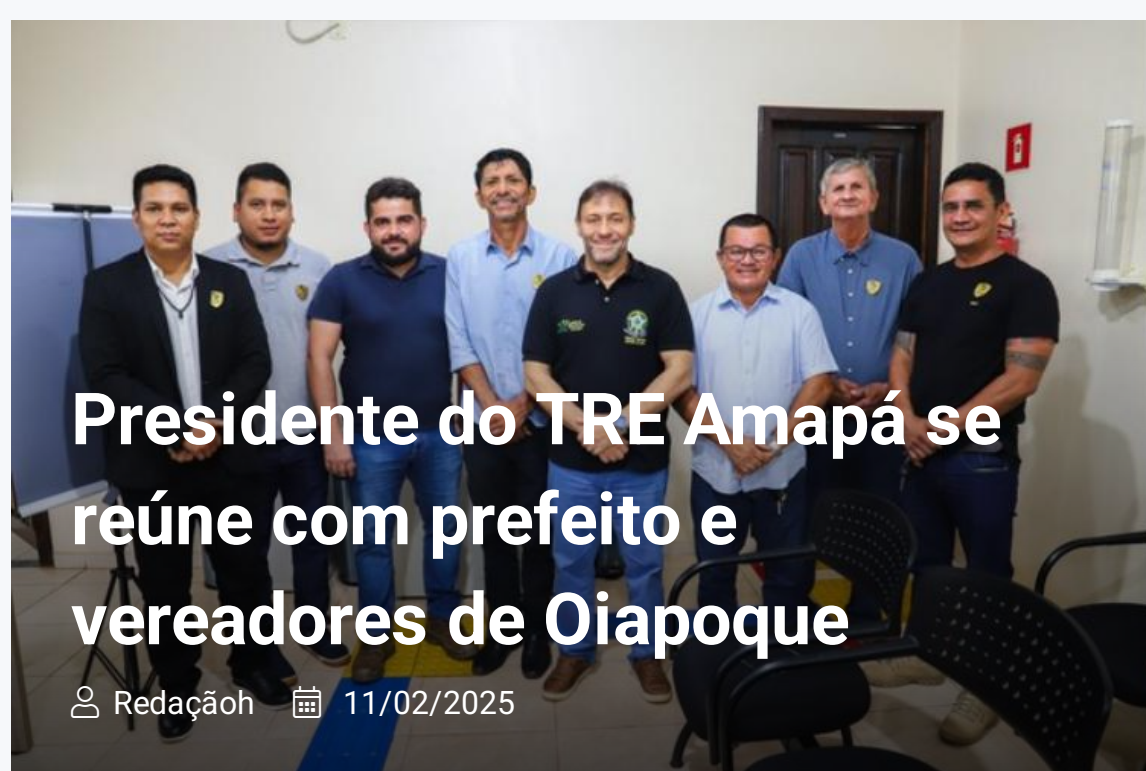 Presidente do TRE Amapá se
reúne com prefeito e
vereadores de Oiapoque
Redaçãoh 11/02/2025